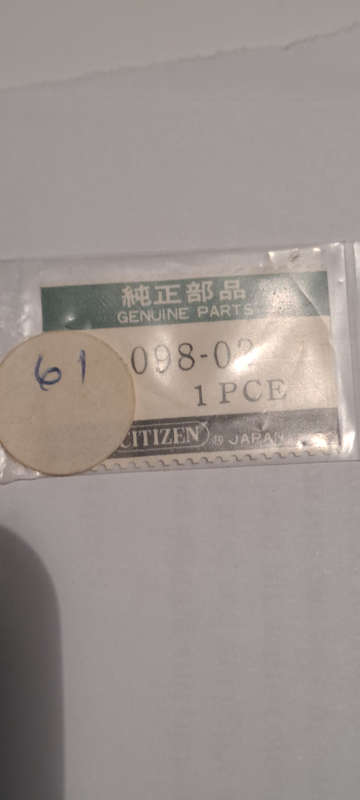 純正部品
GENUINE PARTS
61
098-02
1 PCE
CITIZEN ® JAPAN